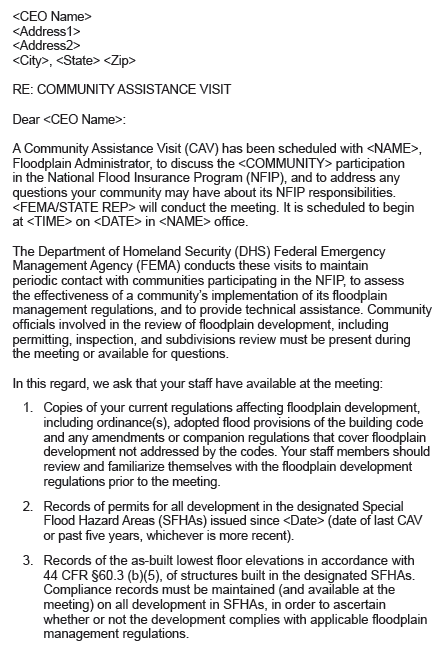 <CEO Name>
<Address1>
<Address2>
<City>, <State> <Zip>
RE: COMMUNITY ASSISTANCE VISIT
Dear <CEO Name>:
A Community Assistance Visit (CAV) has been scheduled with <NAME>,
Floodplain Administrator, to discuss the <COMMUNITY> participation
in the National Flood Insurance Program (NFIP), and to address any
questions your community may have about its NFIP responsibilities.
<FEMA/STATE REP> will conduct the meeting. It is scheduled to begin
at <TIME> on <DATE> in <NAME> office.
The Department of Homeland Security (DHS) Federal Emergency
Management Agency (FEMA) conducts these visits to maintain
periodic contact with communities participating in the NFIP, to assess
the effectiveness of a community's implementation of its floodplain
management regulations, and to provide technical assistance. Community
officials involved in the review of floodplain development, including
permitting, inspection, and subdivisions review must be present during
the meeting or available for questions.
In this regard, we ask that your staff have available at the meeting:
1. Copies of your current regulations affecting floodplain development,
including ordinance(s), adopted flood provisions of the building code
and any amendments or companion regulations that cover floodplain
development not addressed by the codes. Your staff members should
review and familiarize themselves with the floodplain development
regulations prior to the meeting.
2. Records of permits for all development in the designated Special
Flood Hazard Areas (SFHAs) issued since <Date> (date of last CAV
or past five years, whichever is more recent).
3. Records of the as-built lowest floor elevations in accordance with
44 CFR §60.3 (b)(5), of structures built in the designated SFHAs.
Compliance records must be maintained (and available at the
meeting) on all development in SFHAs, in order to ascertain
whether or not the development complies with applicable floodplain
management regulations.